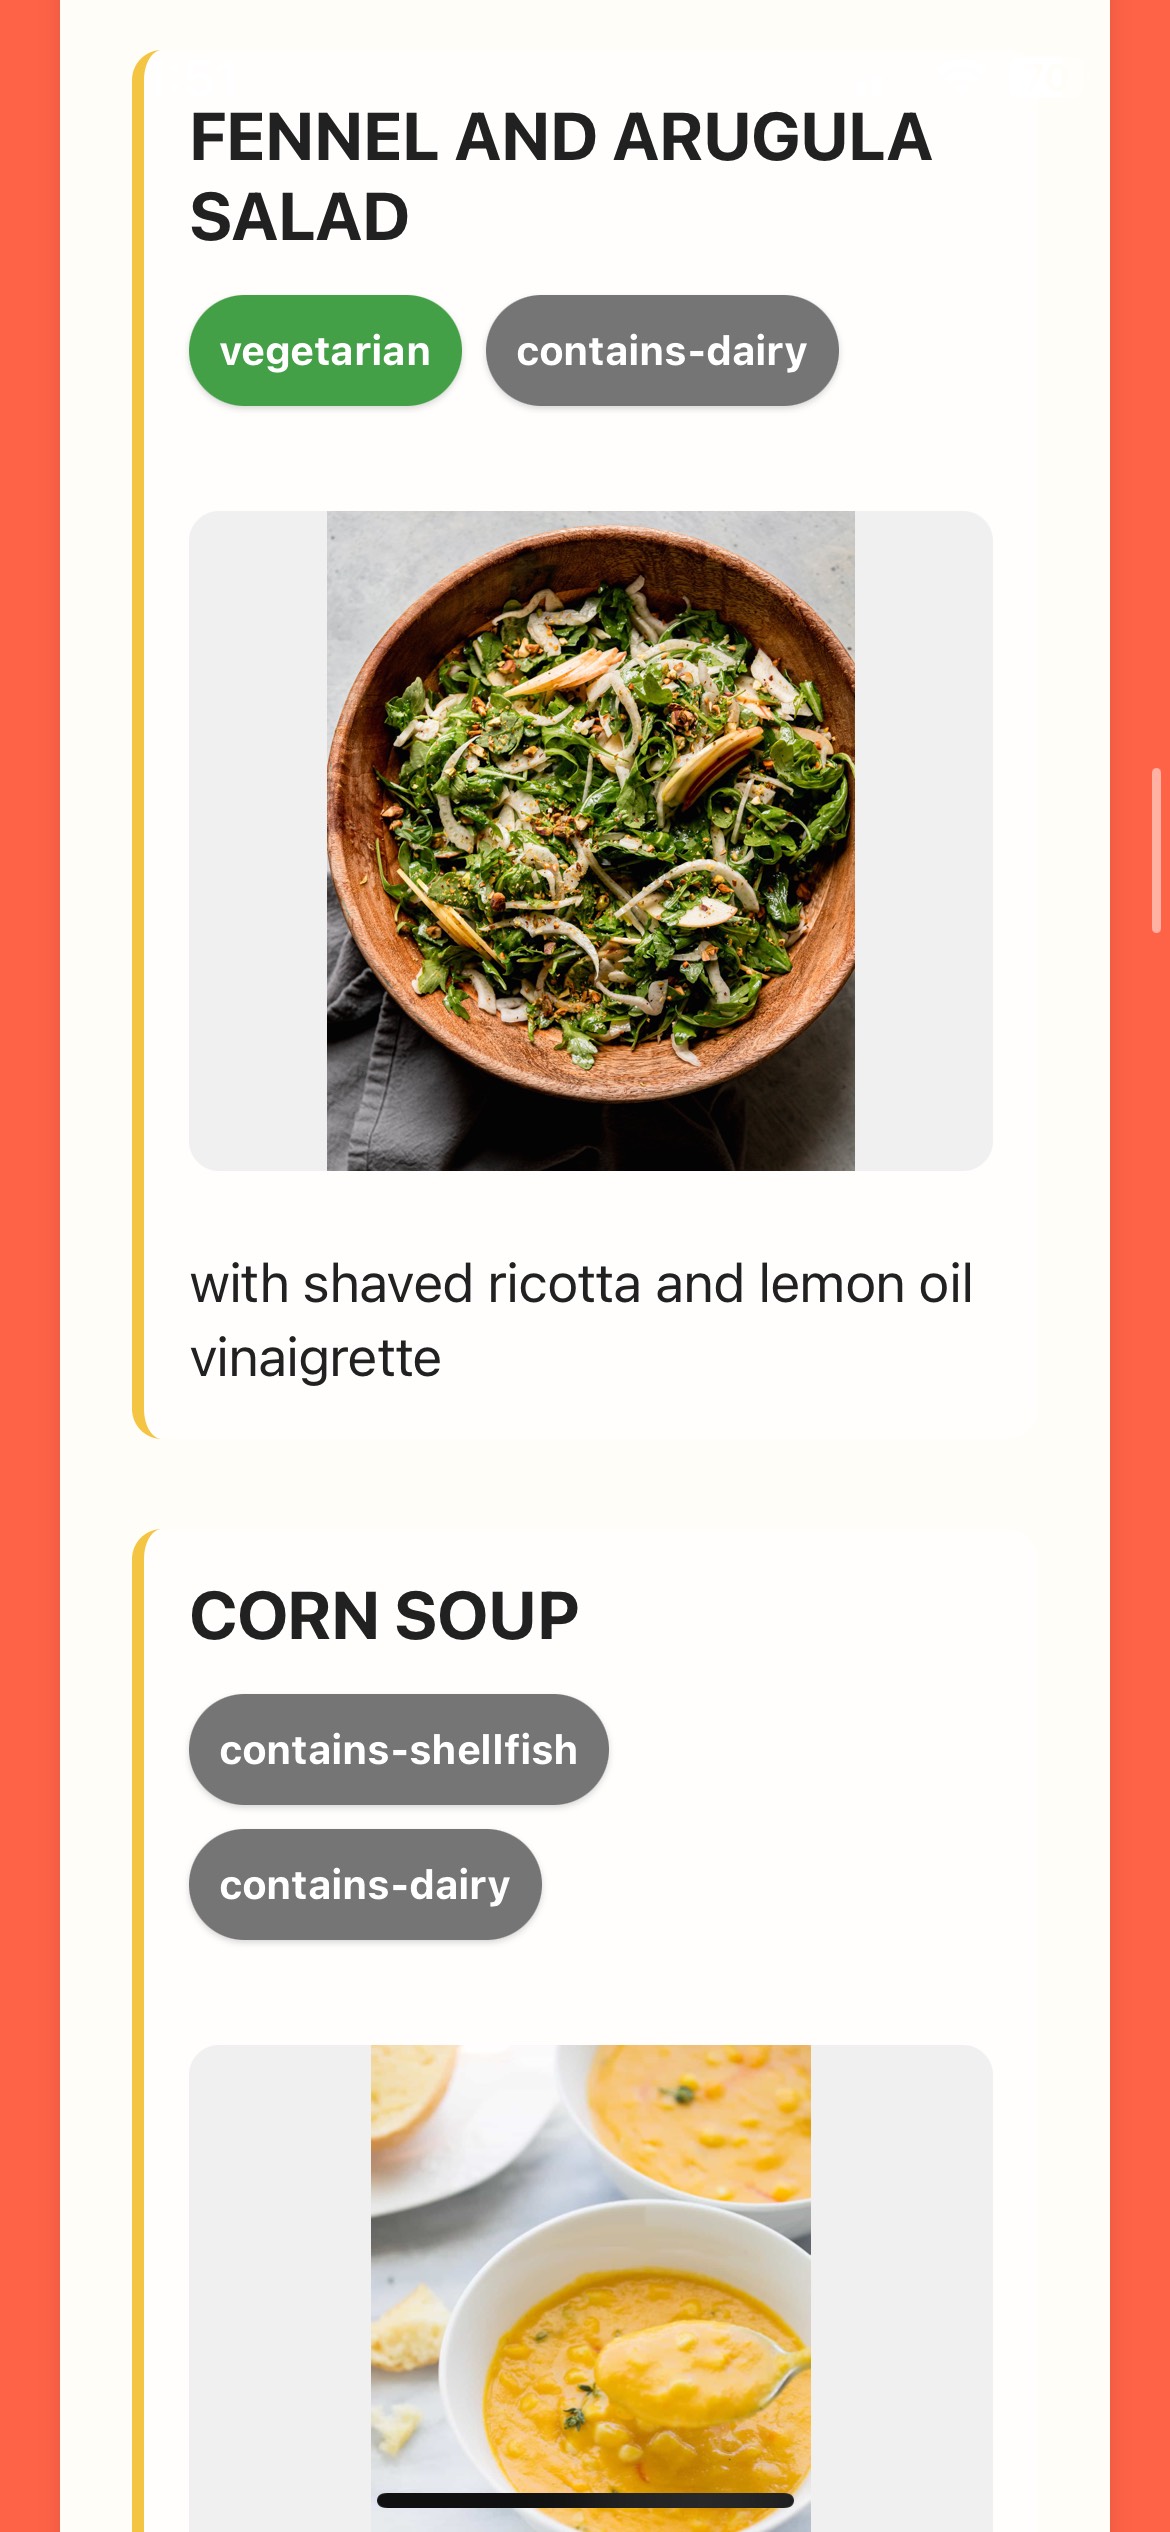 FENNEL AND ARUGULA
SALAD
vegetarian contains-dairy
with shaved ricotta and lemon oil
vinaigrette
CORN SOUP
contains-shellfish
contains-dairy